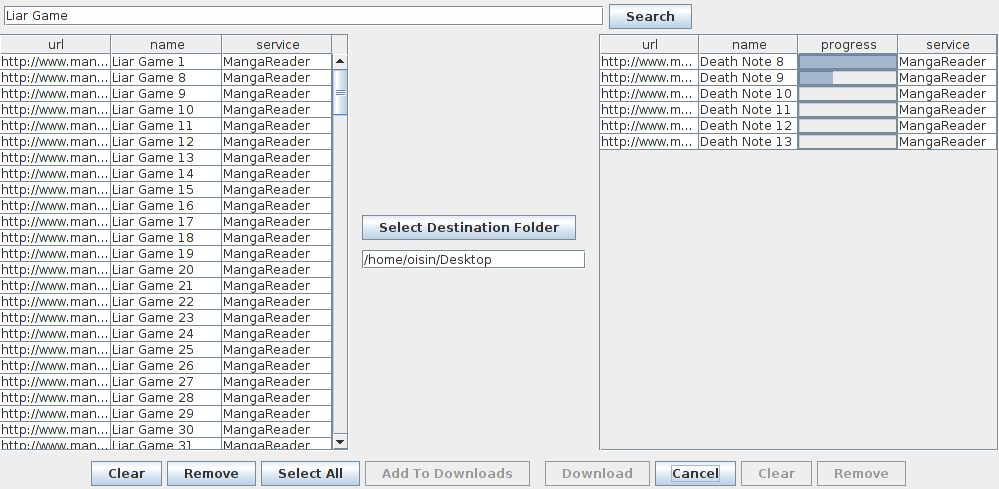 Liar Game Search
url name service
http://www.man... Liar Game 1 MangaReader
http://www.man... Liar Game 8 MangaReader
http://www.man... Liar Game 9 MangaReader
http://www.man... Liar Game 10 MangaReader
http://www.man... Liar Game 11 MangaReader
http://www.man... Liar Game 12 MangaReader
http://www.man... Liar Game 13 MangaReader
http://www.man... Liar Game 14 MangaReader
http://www.man... Liar Game 15 MangaReader
http://www.man... Liar Game 16 MangaReader
http://www.man... Liar Game 17 MangaReader
http://www.man... Liar Game 18 MangaReader
http://www.man... Liar Game 19 MangaReader
http://www.man... Liar Game 20 MangaReader
http://www.man... Liar Game 21 MangaReader
http://www.man... Liar Game 22 MangaReader
http://www.man... Liar Game 23 MangaReader
http://www.man... Liar Game 24 MangaReader
http://www.man... Liar Game 25 MangaReader
http://www.man... Liar Game 26 MangaReader
http://www.man... Liar Game 27 MangaReader
http://www.man... Liar Game 28 MangaReader
http://www.man... Liar Game 29 MangaReader
http://www.man... Liar Game 30 MangaReader
http://www.man... Liar Game 31 MangaReader
Select Destination Folder
/home/oisin/Desktop
url name progress service
http://www.m... Death Note 8 MangaReader
http://www.m... Death Note 9 MangaReader
http://www.m... Death Note 10 MangaReader
http://www.m... Death Note 11 MangaReader
http://www.m... Death Note 12 MangaReader
http://www.m... Death Note 13 MangaReader
Clear Remove Select All Add To Downloads Download Cancel Clear Remove